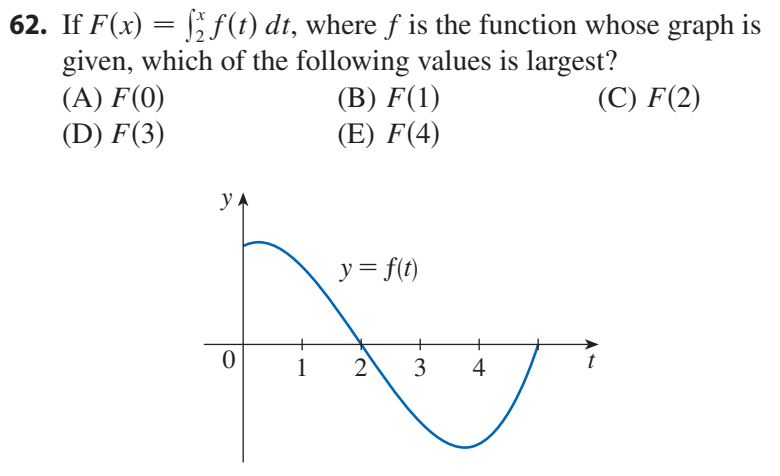 62. If F(x) = ∫₂ˣ f(t) dt, where f is the function whose graph is
given, which of the following values is largest?
(A) F(0) (B) F(1) (C) F(2)
(D) F(3) (E) F(4)
y
y = f(t)
0 1 2 3 4 t